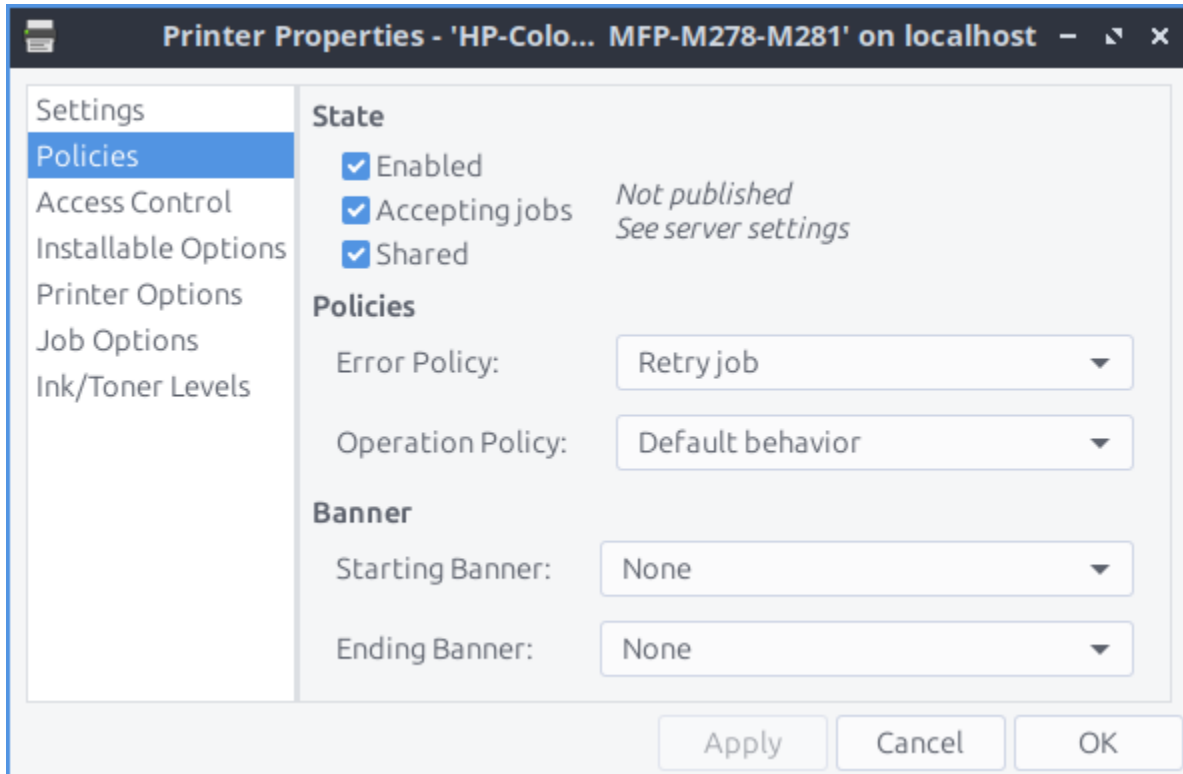 Printer Properties - 'HP-Colo... MFP-M278-M281' on localhost
Settings
Policies
Access Control
Installable Options
Printer Options
Job Options
Ink/Toner Levels
State
Enabled
Accepting jobs
Shared
Not published
See server settings
Policies
Error Policy: Retry job
Operation Policy: Default behavior
Banner
Starting Banner: None
Ending Banner: None
Apply Cancel OK